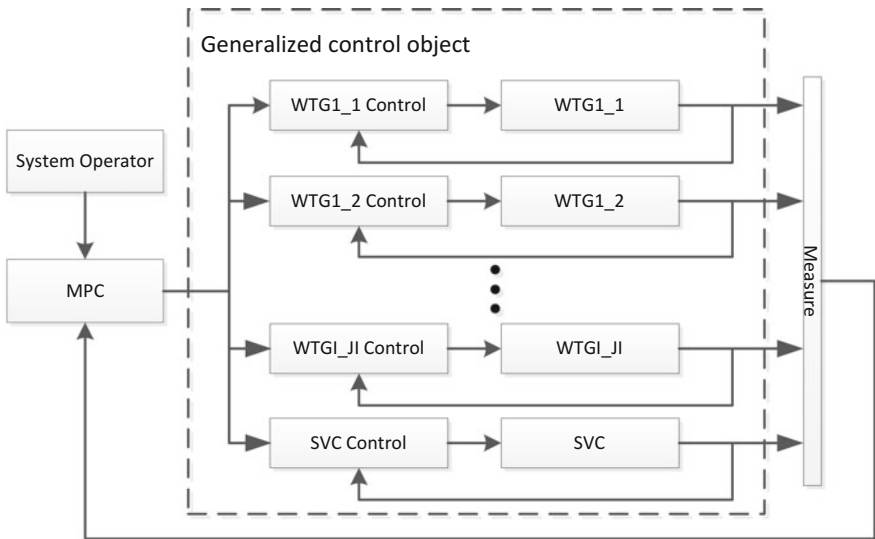 Generalized control object
WTG1_1 Control
WTG1_1
System Operator
WTG1_2 Control
WTG1_2
MPC
Measure
WTGI_JI Control
WTGI_JI
SVC Control
SVC